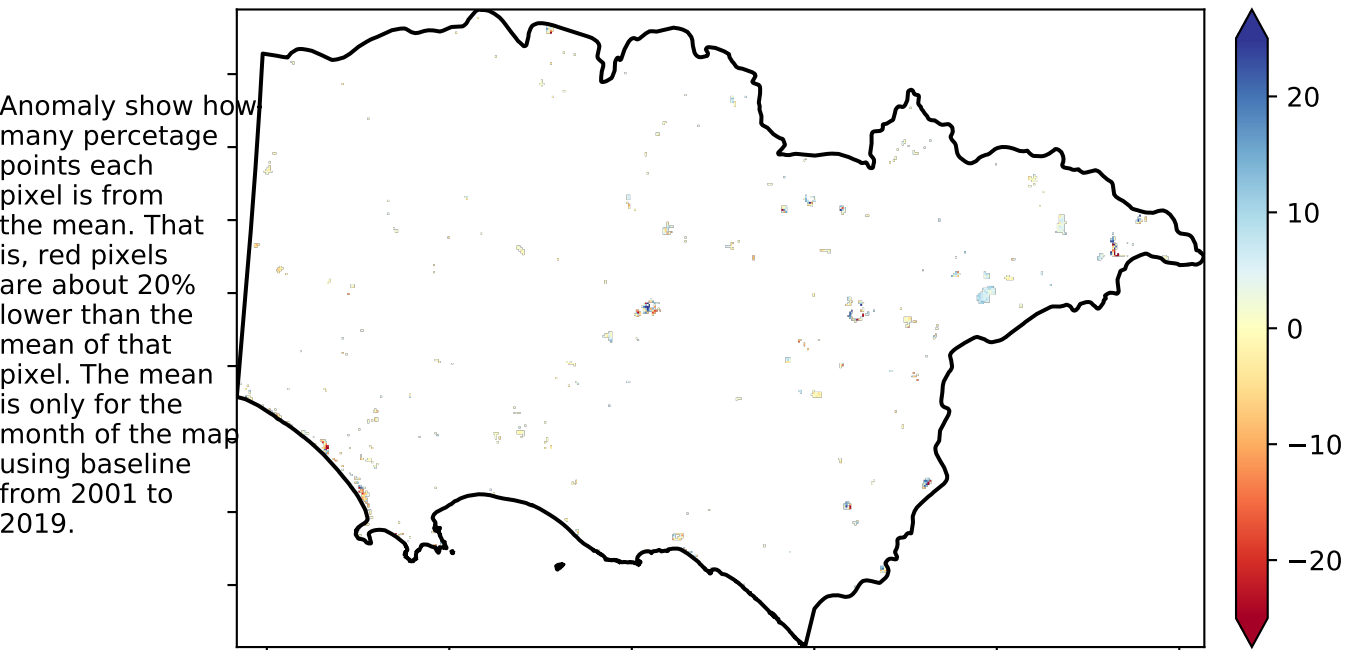 Anomaly show how
many percetage
points each
pixel is from
the mean. That
is, red pixels
are about 20%
lower than the
mean of that
pixel. The mean
is only for the
month of the map
using baseline
from 2001 to
2019.
20
10
0
−10
−20